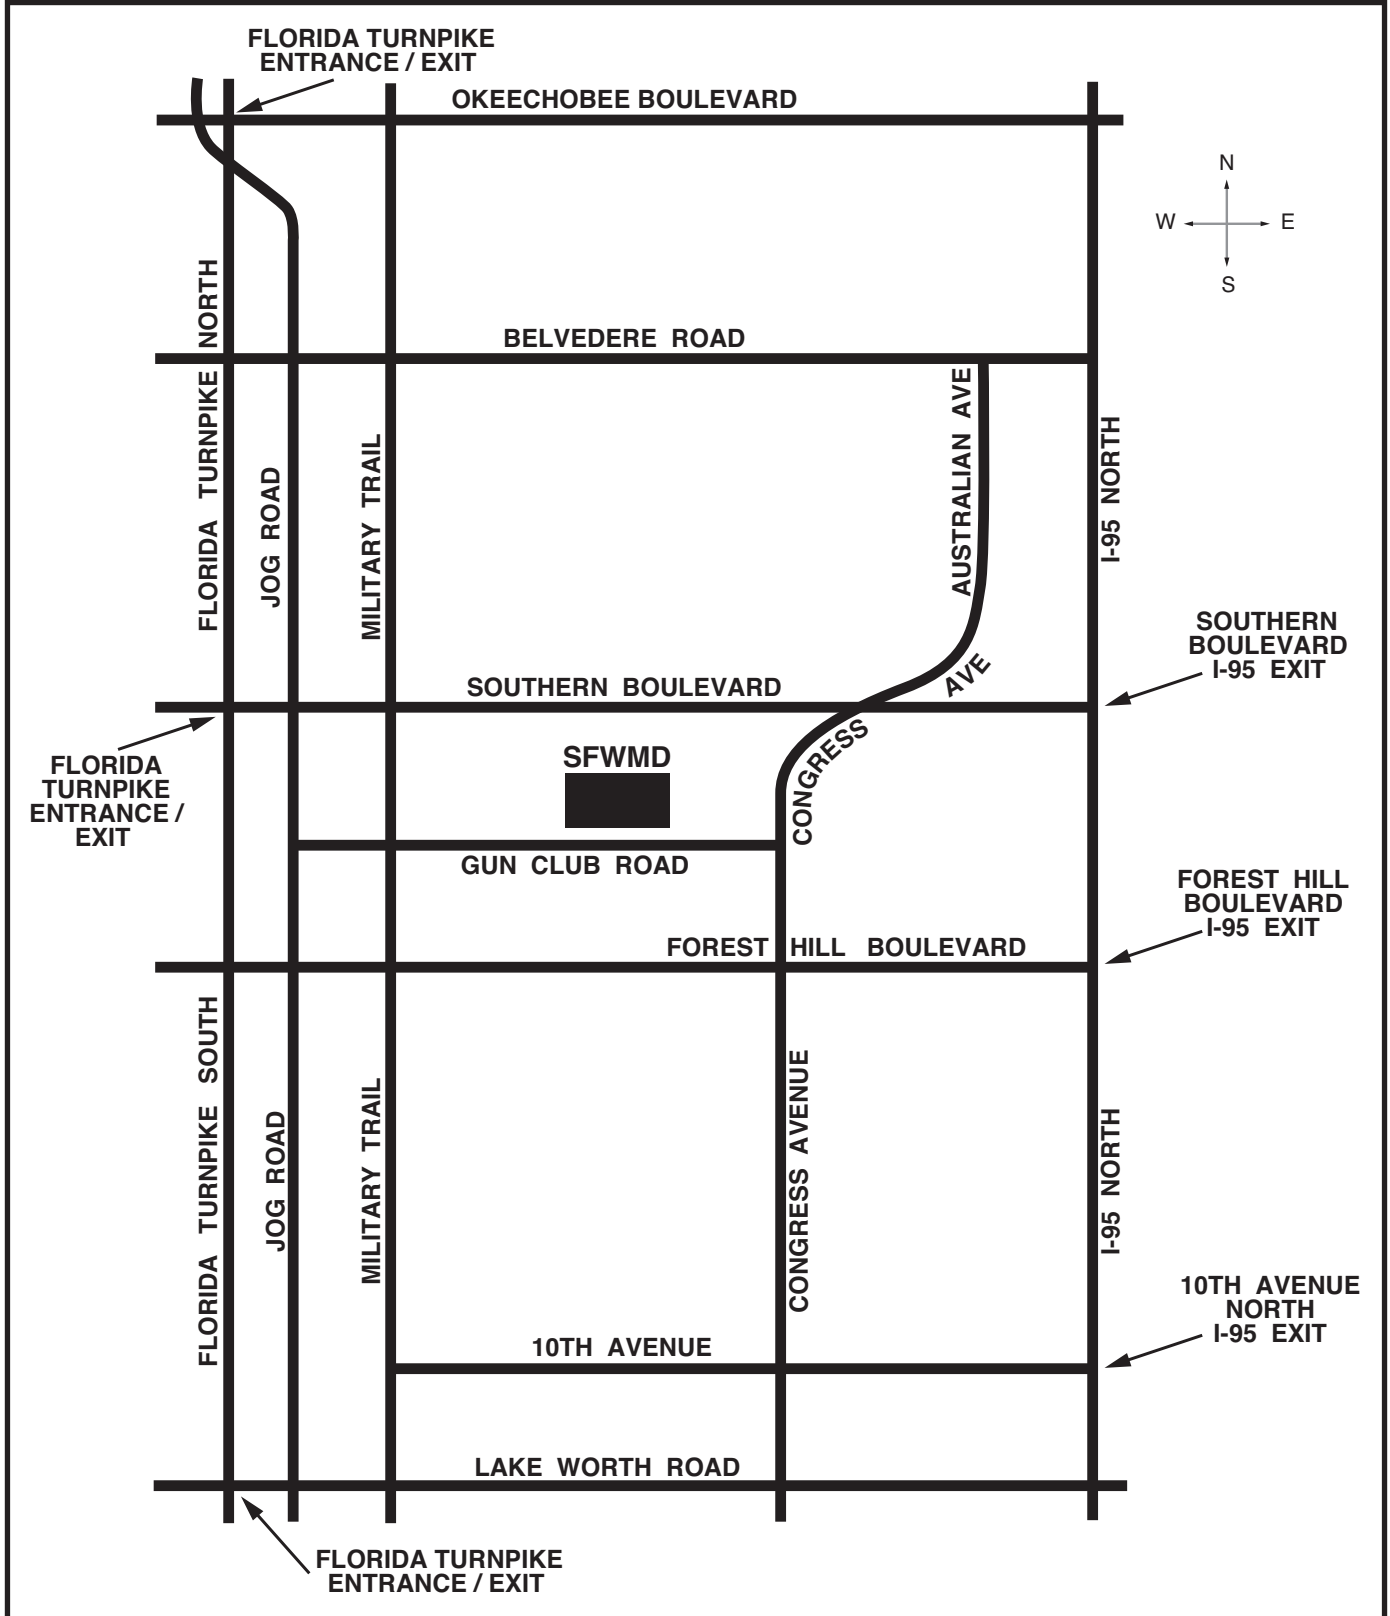 FLORIDA TURNPIKE
ENTRANCE / EXIT
OKEECHOBEE BOULEVARD
N
W
E
S
FLORIDA TURNPIKE NORTH
BELVEDERE ROAD
JOG ROAD
MILITARY TRAIL
AUSTRALIAN AVE
I-95 NORTH
SOUTHERN
BOULEVARD
I-95 EXIT
SOUTHERN BOULEVARD
CONGRESS AVE
FLORIDA
TURNPIKE
ENTRANCE /
EXIT
SFWMD
GUN CLUB ROAD
FOREST HILL
BOULEVARD
I-95 EXIT
FOREST HILL BOULEVARD
FLORIDA TURNPIKE SOUTH
JOG ROAD
MILITARY TRAIL
CONGRESS AVENUE
I-95 NORTH
10TH AVENUE
NORTH
I-95 EXIT
10TH AVENUE
LAKE WORTH ROAD
FLORIDA TURNPIKE
ENTRANCE / EXIT